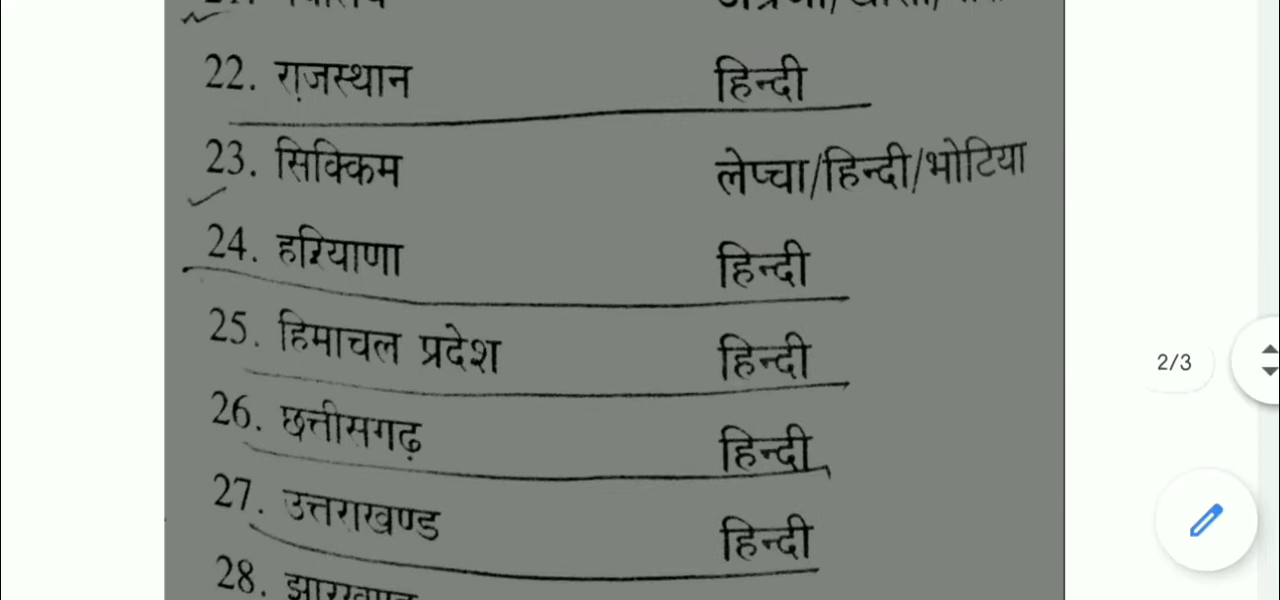 22. राजस्थान हिन्दी
23. सिक्किम लेप्चा/हिन्दी/भोटिया
24. हरियाणा हिन्दी
25. हिमाचल प्रदेश हिन्दी
26. छत्तीसगढ़ हिन्दी
27. उत्तराखण्ड हिन्दी
28.
2/3